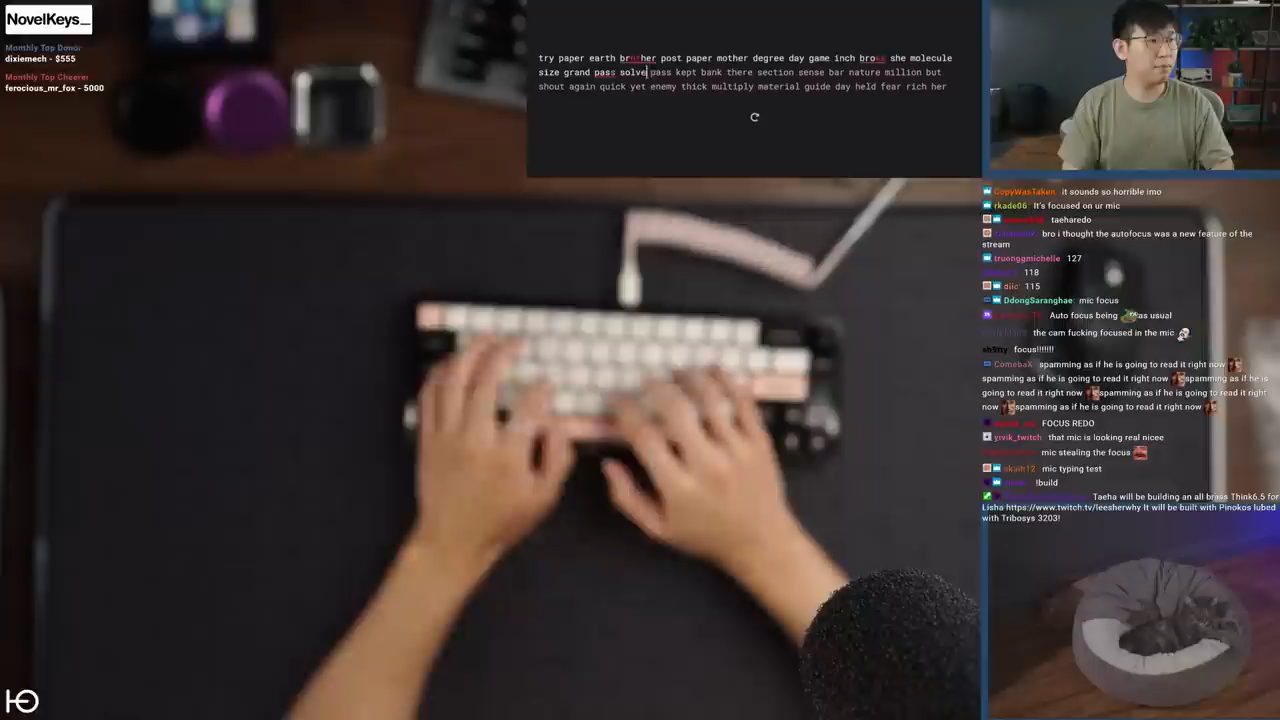 NovelKeys_
Monthly Top Donor
dixiemech - $555
Monthly Top Cheerer
ferocious_mr_fox - 5000
try paper earth br her post paper mother degree day game inch bro she molecule
size grand pass solve pass kept bank there section sense bar nature million but
shout again quick yet enemy thick multiply material guide day held fear rich her
CopyWasTaken it sounds so horrible imo
rkade06: It's focused on ur mic
taeharedo
bro i thought the autofocus was a new feature of the
stream
truonggmichelle 127
118
diic: 115
DdongSaranghae: mic focus
Auto focus being as usual
the cam fucking focused in the mic
sh5tty focus!!!!!!!
ComebaX spamming as if he is going to read it right now
spamming as if he is going to read it right now spamming as if he is
going to read it right now spamming as if he is going to read it right
now spamming as if he is going to read it right now
FOCUS REDO
yivik_twitch that mic is looking real nicee
mic stealing the focus
mic typing test
!build
Taeha will be building an all brass Think6.5 for
Lisha https://www.twitch.tv/leesherwhy It will be built with Pinokos lubed
with Tribosys 3203!